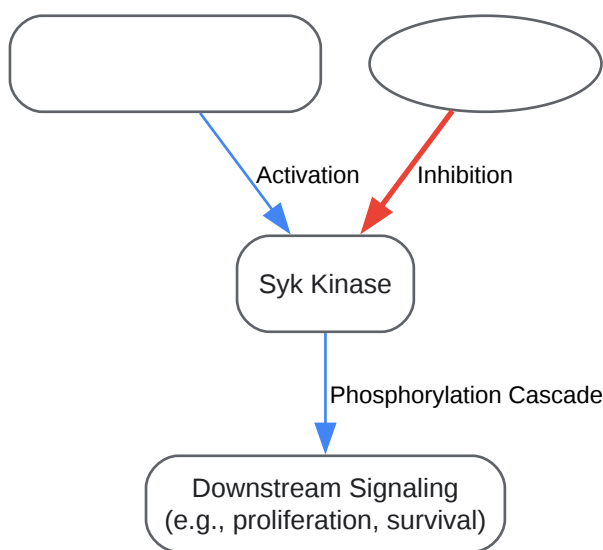 Activation
Inhibition
Syk Kinase
Phosphorylation Cascade
Downstream Signaling
(e.g., proliferation, survival)